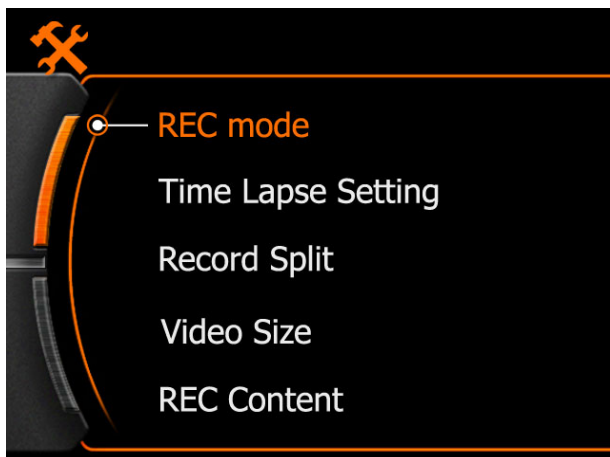 REC mode
Time Lapse Setting
Record Split
Video Size
REC Content